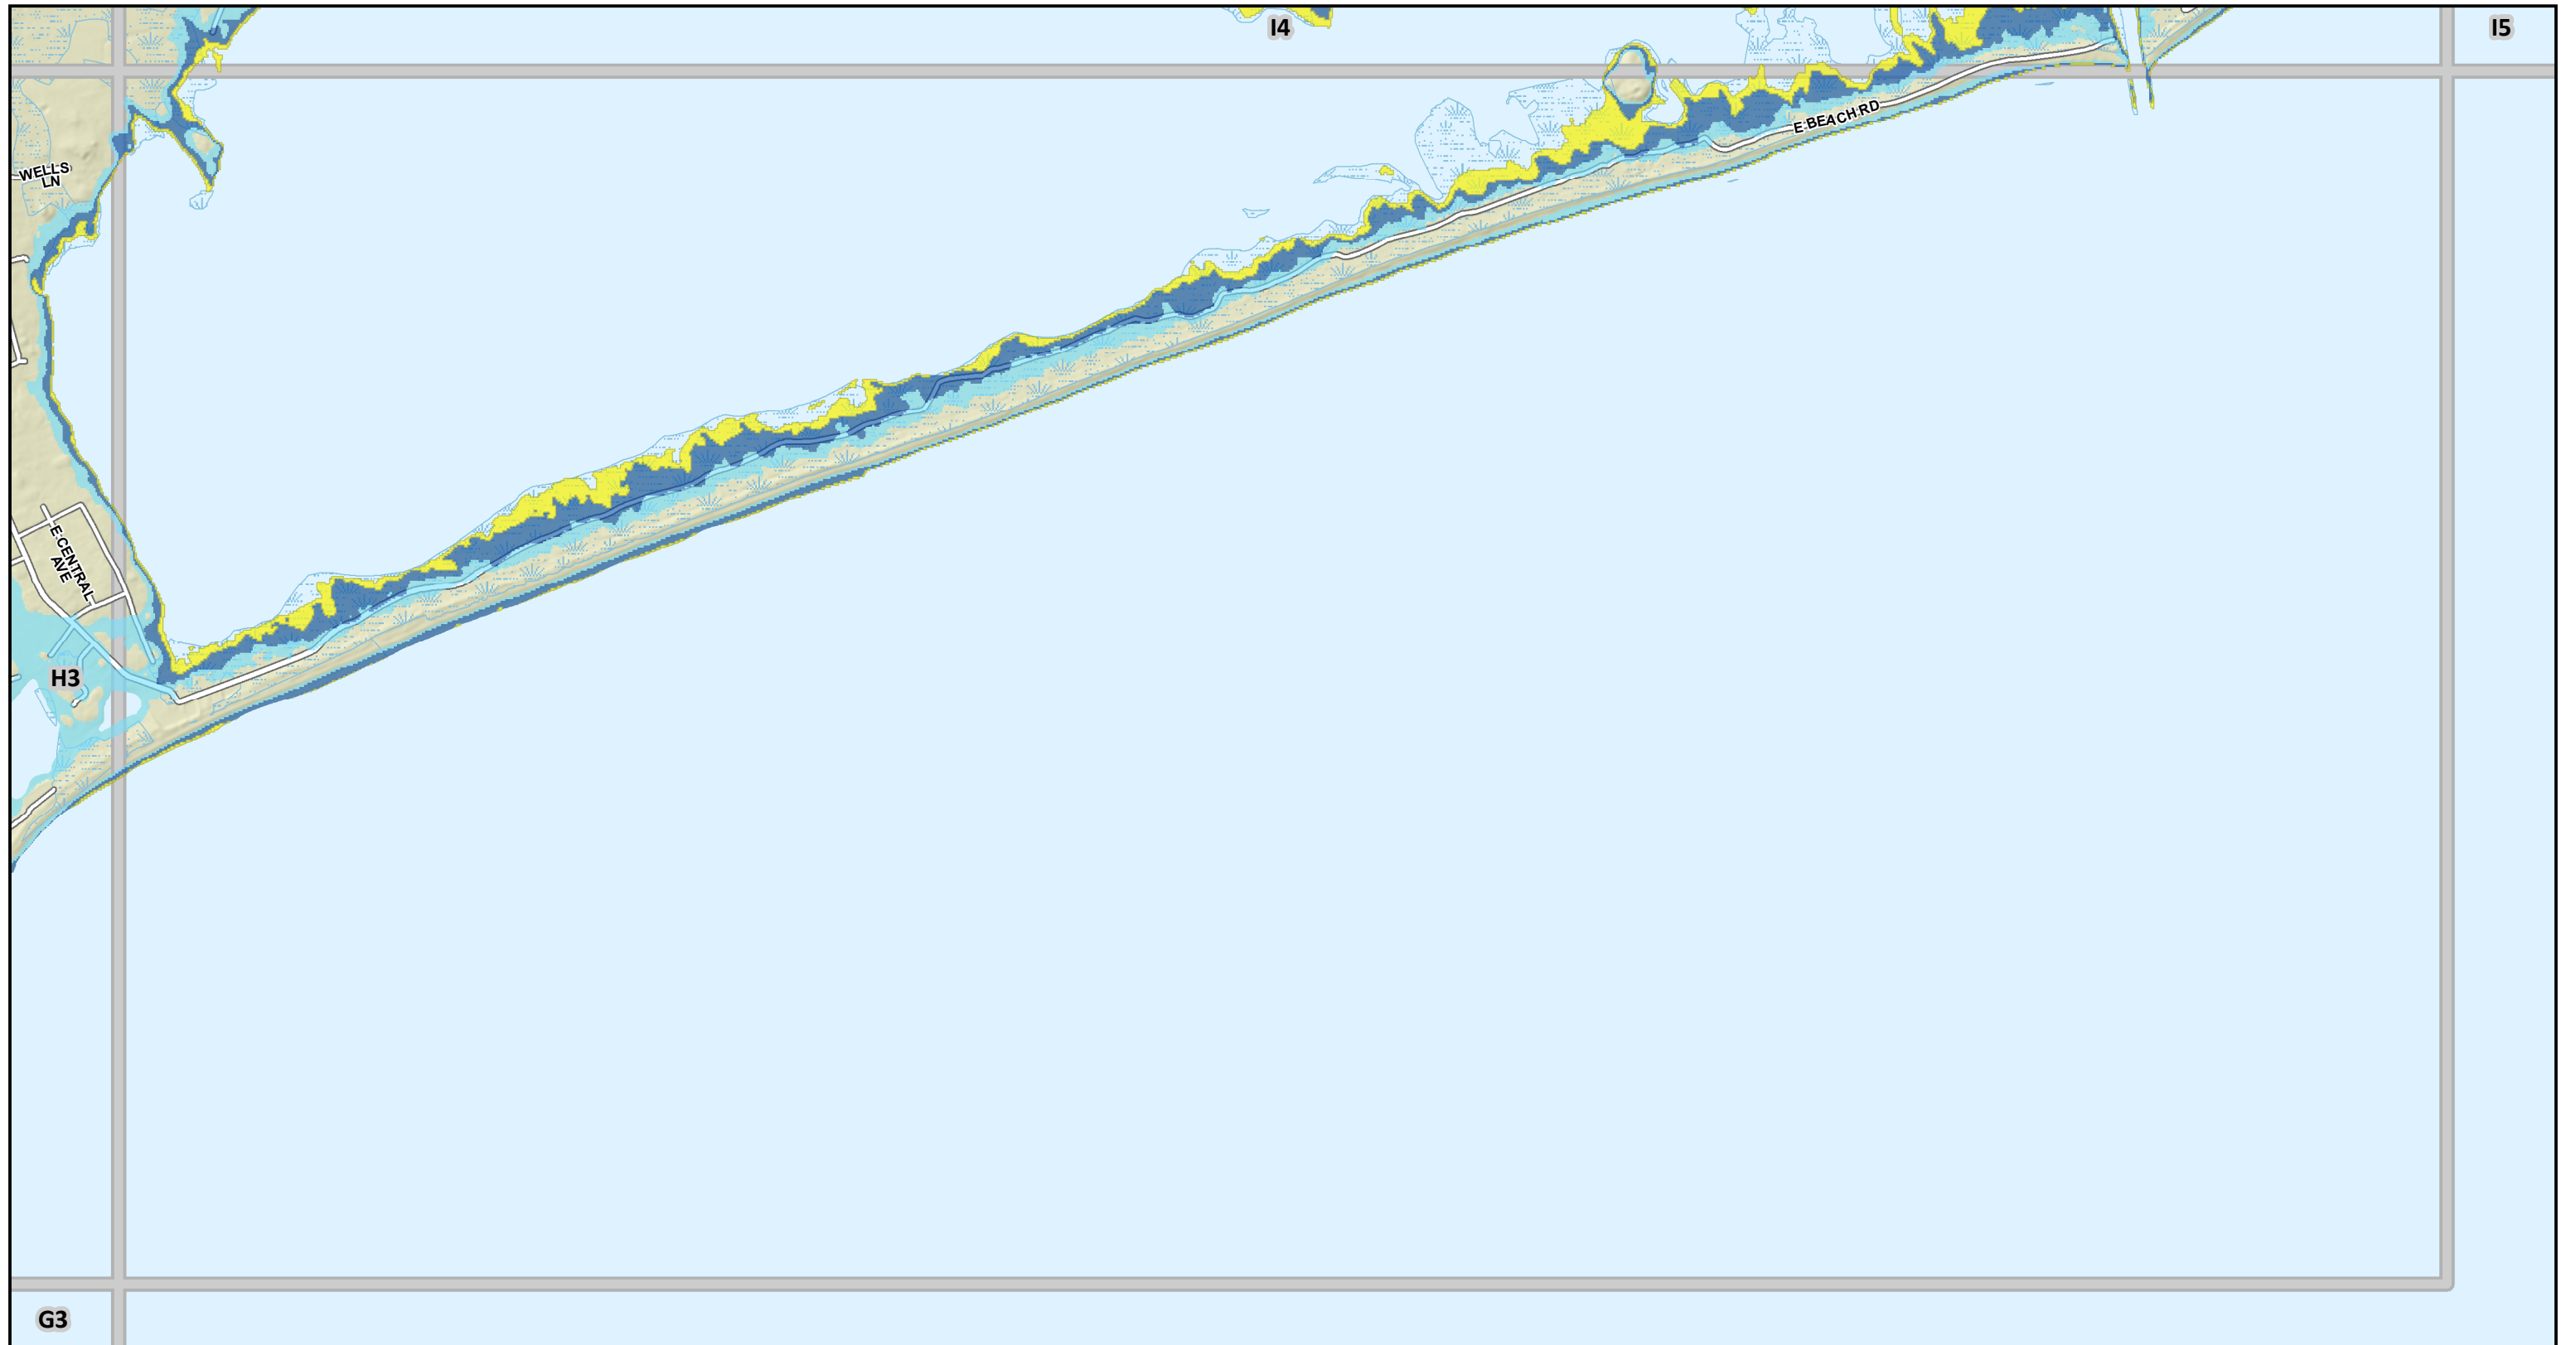 I4
I5
E BEACH RD
WELLS
LN
E CENTRAL
AVE
H3
G3